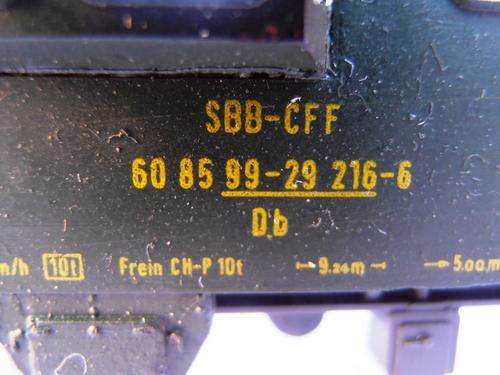 SBB-CFF
60 85 99-29 216-6
Db
m/h 10t Frein CH-P 10t 9.24m 5.00m